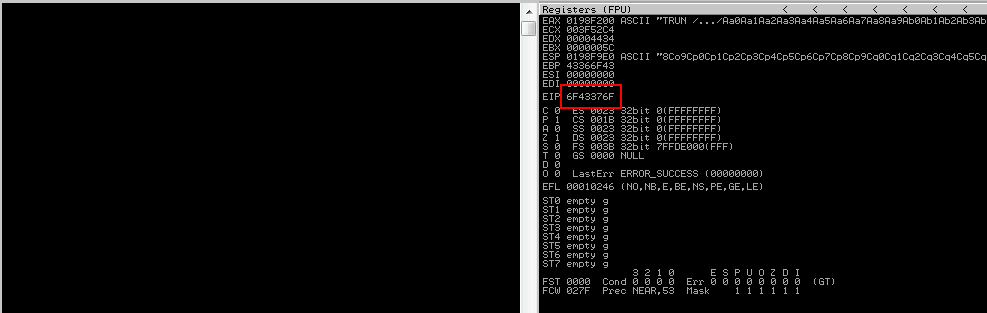 Registers (FPU) < < < < < < <
EAX 0198F200 ASCII "TRUN /.../Aa0Aa1Aa2Aa3Aa4Aa5Aa6Aa7Aa8Aa9Ab0Ab1Ab2Ab3Ab
ECX 003F52C4
EDX 00004434
EBX 0000005C
ESP 0198F9E0 ASCII "8Co9Cp0Cp1Cp2Cp3Cp4Cp5Cp6Cp7Cp8Cp9Cq0Cq1Cq2Cq3Cq4Cq5Cq
EBP 43366F43
ESI 00000000
EDI 00000000
EIP 6F43376F
C 0 ES 0023 32bit 0(FFFFFFFF)
P 1 CS 001B 32bit 0(FFFFFFFF)
A 0 SS 0023 32bit 0(FFFFFFFF)
Z 1 DS 0023 32bit 0(FFFFFFFF)
S 0 FS 003B 32bit 7FFDE000(FFF)
T 0 GS 0000 NULL
D 0
O 0 LastErr ERROR_SUCCESS (00000000)
EFL 00010246 (NO,NB,E,BE,NS,PE,GE,LE)
ST0 empty g
ST1 empty g
ST2 empty g
ST3 empty g
ST4 empty g
ST5 empty g
ST6 empty g
ST7 empty g
3 2 1 0 E S P U O Z D I
FST 0000 Cond 0 0 0 0 Err 0 0 0 0 0 0 0 0 (GT)
FCW 027F Prec NEAR,53 Mask 1 1 1 1 1 1